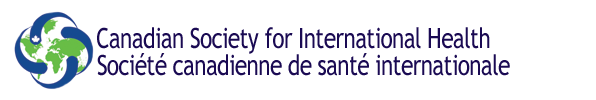 Canadian Society for International Health
Société canadienne de santé internationale